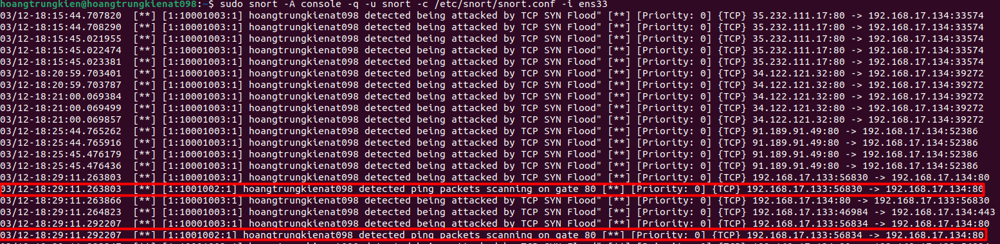 hoangtrungkien@hoangtrungkienat098:~$ sudo snort -A console -q -u snort -c /etc/snort/snort.conf -i ens33
03/12-18:15:44.707820  [**] [1:10001003:1] hoangtrungkienat098 detected being attacked by TCP SYN Flood" [**] [Priority: 0] {TCP} 35.232.111.17:80 -> 192.168.17.134:33574
03/12-18:15:44.708290  [**] [1:10001003:1] hoangtrungkienat098 detected being attacked by TCP SYN Flood" [**] [Priority: 0] {TCP} 35.232.111.17:80 -> 192.168.17.134:33574
03/12-18:15:45.021955  [**] [1:10001003:1] hoangtrungkienat098 detected being attacked by TCP SYN Flood" [**] [Priority: 0] {TCP} 35.232.111.17:80 -> 192.168.17.134:33574
03/12-18:15:45.022474  [**] [1:10001003:1] hoangtrungkienat098 detected being attacked by TCP SYN Flood" [**] [Priority: 0] {TCP} 35.232.111.17:80 -> 192.168.17.134:33574
03/12-18:15:45.023381  [**] [1:10001003:1] hoangtrungkienat098 detected being attacked by TCP SYN Flood" [**] [Priority: 0] {TCP} 35.232.111.17:80 -> 192.168.17.134:33574
03/12-18:20:59.703401  [**] [1:10001003:1] hoangtrungkienat098 detected being attacked by TCP SYN Flood" [**] [Priority: 0] {TCP} 34.122.121.32:80 -> 192.168.17.134:39272
03/12-18:20:59.703787  [**] [1:10001003:1] hoangtrungkienat098 detected being attacked by TCP SYN Flood" [**] [Priority: 0] {TCP} 34.122.121.32:80 -> 192.168.17.134:39272
03/12-18:21:00.069384  [**] [1:10001003:1] hoangtrungkienat098 detected being attacked by TCP SYN Flood" [**] [Priority: 0] {TCP} 34.122.121.32:80 -> 192.168.17.134:39272
03/12-18:21:00.069499  [**] [1:10001003:1] hoangtrungkienat098 detected being attacked by TCP SYN Flood" [**] [Priority: 0] {TCP} 34.122.121.32:80 -> 192.168.17.134:39272
03/12-18:21:00.069857  [**] [1:10001003:1] hoangtrungkienat098 detected being attacked by TCP SYN Flood" [**] [Priority: 0] {TCP} 34.122.121.32:80 -> 192.168.17.134:39272
03/12-18:25:44.765262  [**] [1:10001003:1] hoangtrungkienat098 detected being attacked by TCP SYN Flood" [**] [Priority: 0] {TCP} 91.189.91.49:80 -> 192.168.17.134:52386
03/12-18:25:44.765916  [**] [1:10001003:1] hoangtrungkienat098 detected being attacked by TCP SYN Flood" [**] [Priority: 0] {TCP} 91.189.91.49:80 -> 192.168.17.134:52386
03/12-18:25:45.476179  [**] [1:10001003:1] hoangtrungkienat098 detected being attacked by TCP SYN Flood" [**] [Priority: 0] {TCP} 91.189.91.49:80 -> 192.168.17.134:52386
03/12-18:25:45.476436  [**] [1:10001003:1] hoangtrungkienat098 detected being attacked by TCP SYN Flood" [**] [Priority: 0] {TCP} 91.189.91.49:80 -> 192.168.17.134:52386
03/12-18:29:11.263803  [**] [1:10001003:1] hoangtrungkienat098 detected being attacked by TCP SYN Flood" [**] [Priority: 0] {TCP} 192.168.17.133:56830 -> 192.168.17.134:80
03/12-18:29:11.263803  [**] [1:1001002:1] hoangtrungkienat098 detected ping packets scanning on gate 80 [**] [Priority: 0] {TCP} 192.168.17.133:56830 -> 192.168.17.134:80
03/12-18:29:11.263866  [**] [1:10001003:1] hoangtrungkienat098 detected being attacked by TCP SYN Flood" [**] [Priority: 0] {TCP} 192.168.17.134:80 -> 192.168.17.133:56830
03/12-18:29:11.264823  [**] [1:10001003:1] hoangtrungkienat098 detected being attacked by TCP SYN Flood" [**] [Priority: 0] {TCP} 192.168.17.133:46984 -> 192.168.17.134:443
03/12-18:29:11.292207  [**] [1:10001003:1] hoangtrungkienat098 detected being attacked by TCP SYN Flood" [**] [Priority: 0] {TCP} 192.168.17.133:56834 -> 192.168.17.134:80
03/12-18:29:11.292207  [**] [1:1001002:1] hoangtrungkienat098 detected ping packets scanning on gate 80 [**] [Priority: 0] {TCP} 192.168.17.133:56834 -> 192.168.17.134:80